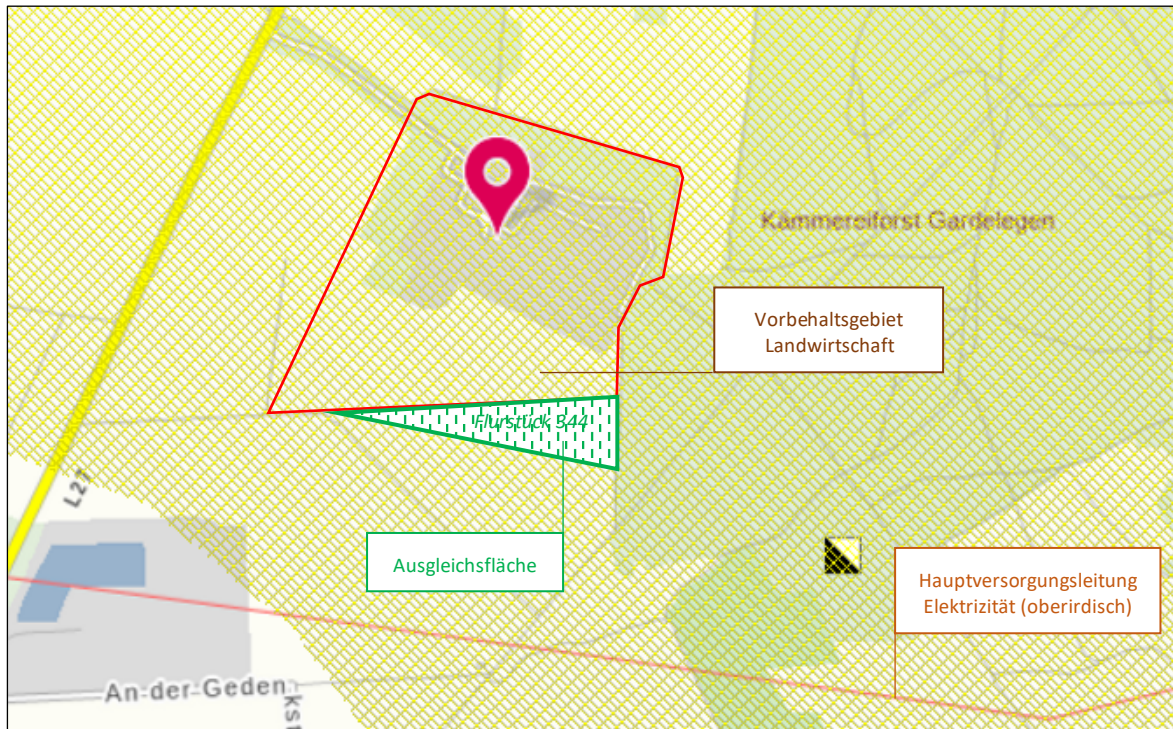 Kämmereiforst Gardelegen
Vorbehaltsgebiet
Landwirtschaft
Flurstück 344
L27
Ausgleichsfläche
Hauptversorgungsleitung
Elektrizität (oberirdisch)
An-der-Geden